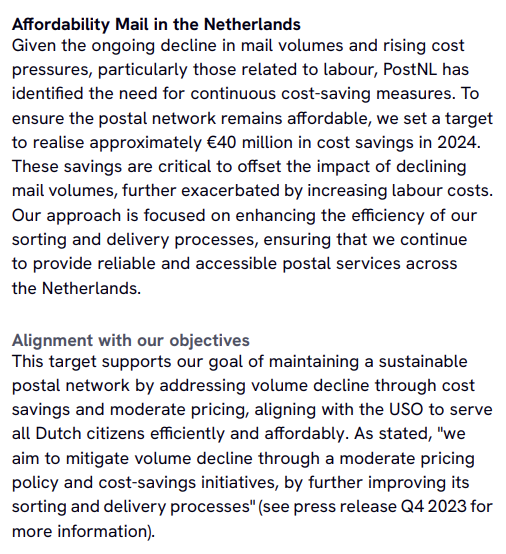 Affordability Mail in the Netherlands
Given the ongoing decline in mail volumes and rising cost
pressures, particularly those related to labour, PostNL has
identified the need for continuous cost-saving measures. To
ensure the postal network remains affordable, we set a target
to realise approximately €40 million in cost savings in 2024.
These savings are critical to offset the impact of declining
mail volumes, further exacerbated by increasing labour costs.
Our approach is focused on enhancing the efficiency of our
sorting and delivery processes, ensuring that we continue
to provide reliable and accessible postal services across
the Netherlands.
Alignment with our objectives
This target supports our goal of maintaining a sustainable
postal network by addressing volume decline through cost
savings and moderate pricing, aligning with the USO to serve
all Dutch citizens efficiently and affordably. As stated, "we
aim to mitigate volume decline through a moderate pricing
policy and cost-savings initiatives, by further improving its
sorting and delivery processes" (see press release Q4 2023 for
more information).